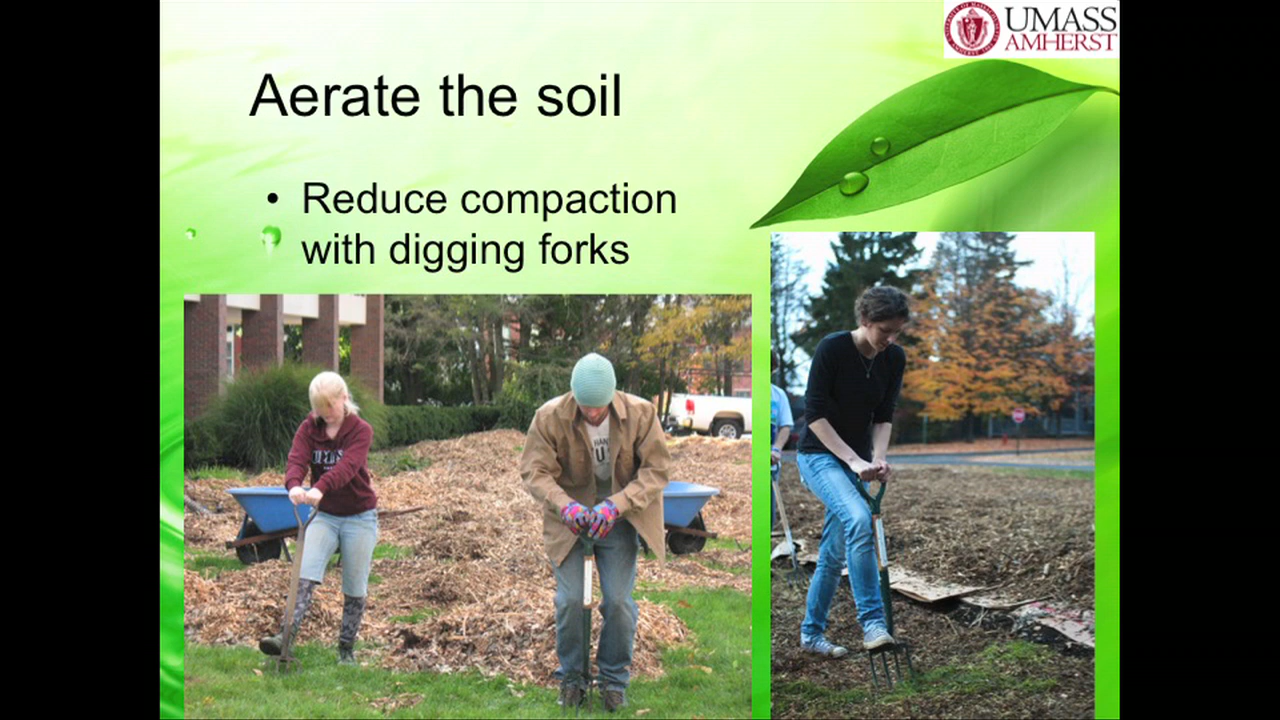 UMASS
AMHERST
Aerate the soil
• Reduce compaction
with digging forks